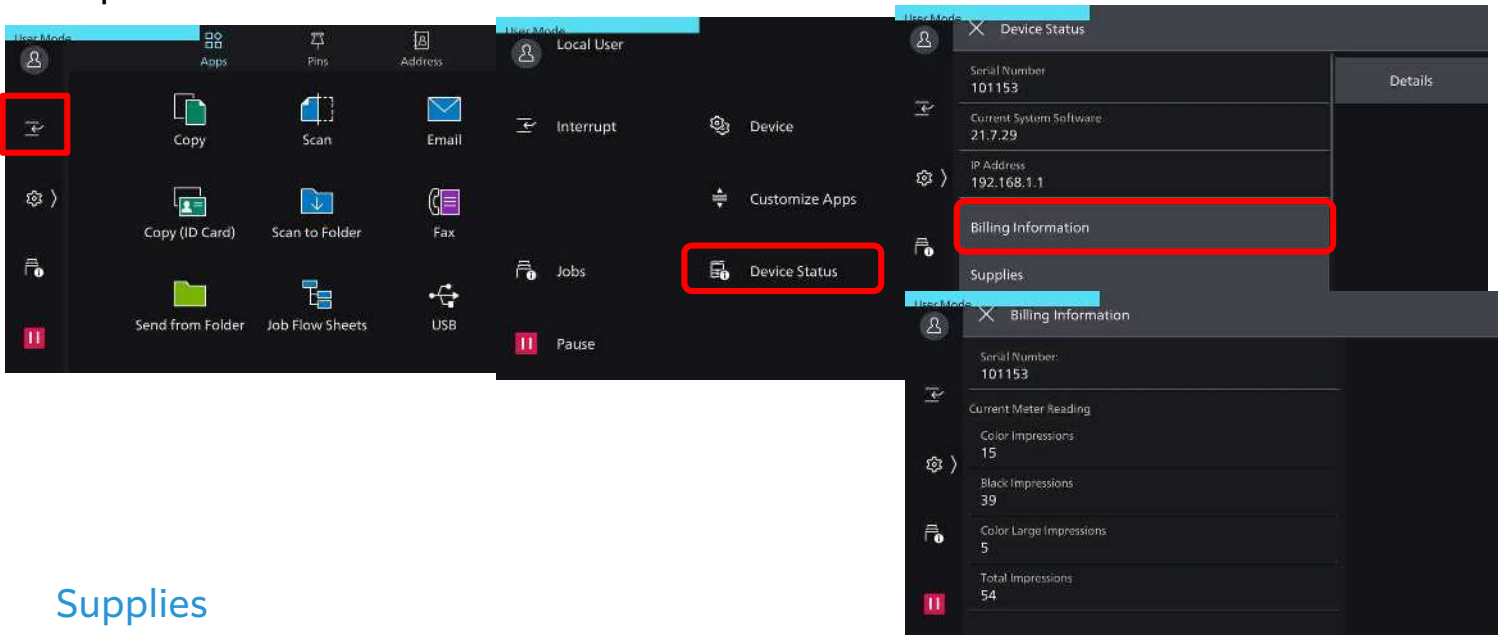 User Mode
Apps
Pins
Address
Copy
Scan
Email
Copy (ID Card)
Scan to Folder
Fax
Send from Folder
Job Flow Sheets
USB
User Mode
Local User
Interrupt
Device
Customize Apps
Jobs
Device Status
Pause
User Mode
Device Status
Serial Number
101153
Details
Current System Software
21.7.29
IP Address
192.168.1.1
Billing Information
Supplies
User Mode
Billing Information
Serial Number:
101153
Current Meter Reading
Color Impressions
15
Black Impressions
39
Color Large Impressions
5
Total Impressions
54
Supplies